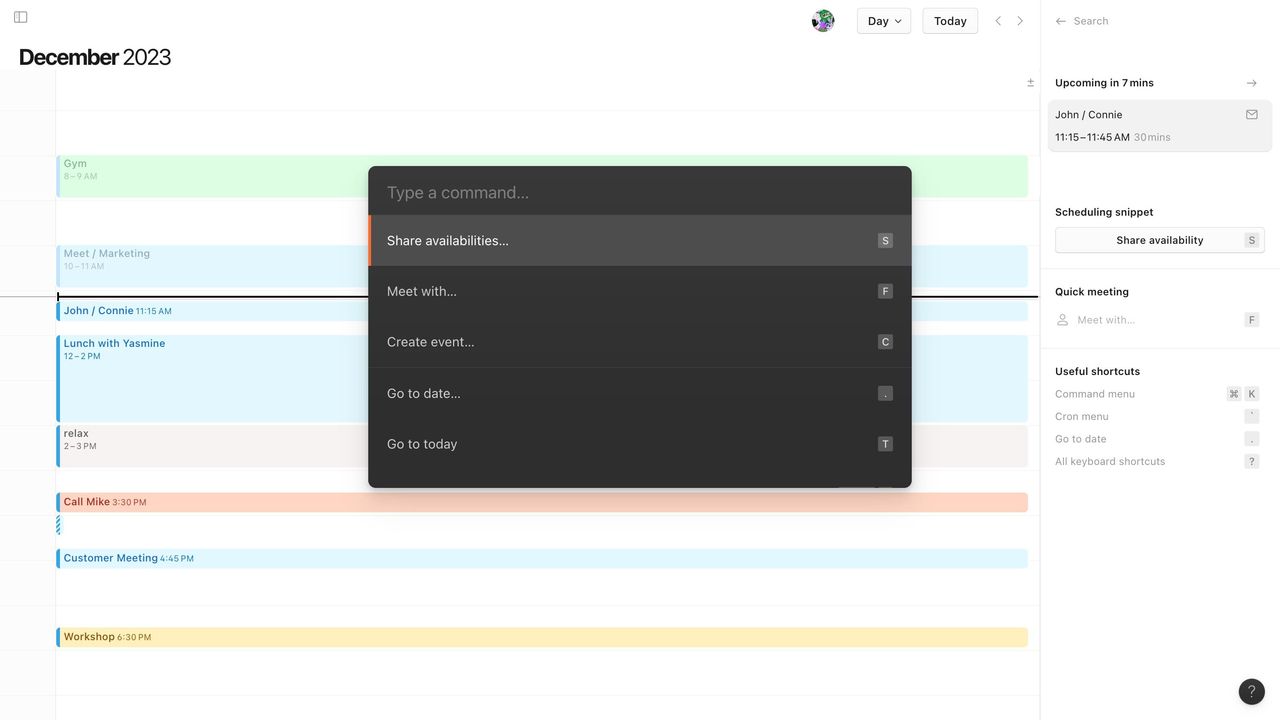 Day
Today
Search
December 2023
Upcoming in 7 mins
John / Connie
11:15–11:45 AM 30 mins
Gym
8–9 AM
Meet / Marketing
10–11 AM
John / Connie 11:15 AM
Lunch with Yasmine
12–2 PM
relax
2–3 PM
Call Mike 3:30 PM
Customer Meeting 4:45 PM
Workshop 6:30 PM
Type a command...
Share availabilities... S
Meet with... F
Create event... C
Go to date... .
Go to today T
Scheduling snippet
Share availability S
Quick meeting
Meet with... F
Useful shortcuts
Command menu ⌘ K
Cron menu `
Go to date .
All keyboard shortcuts ?
?